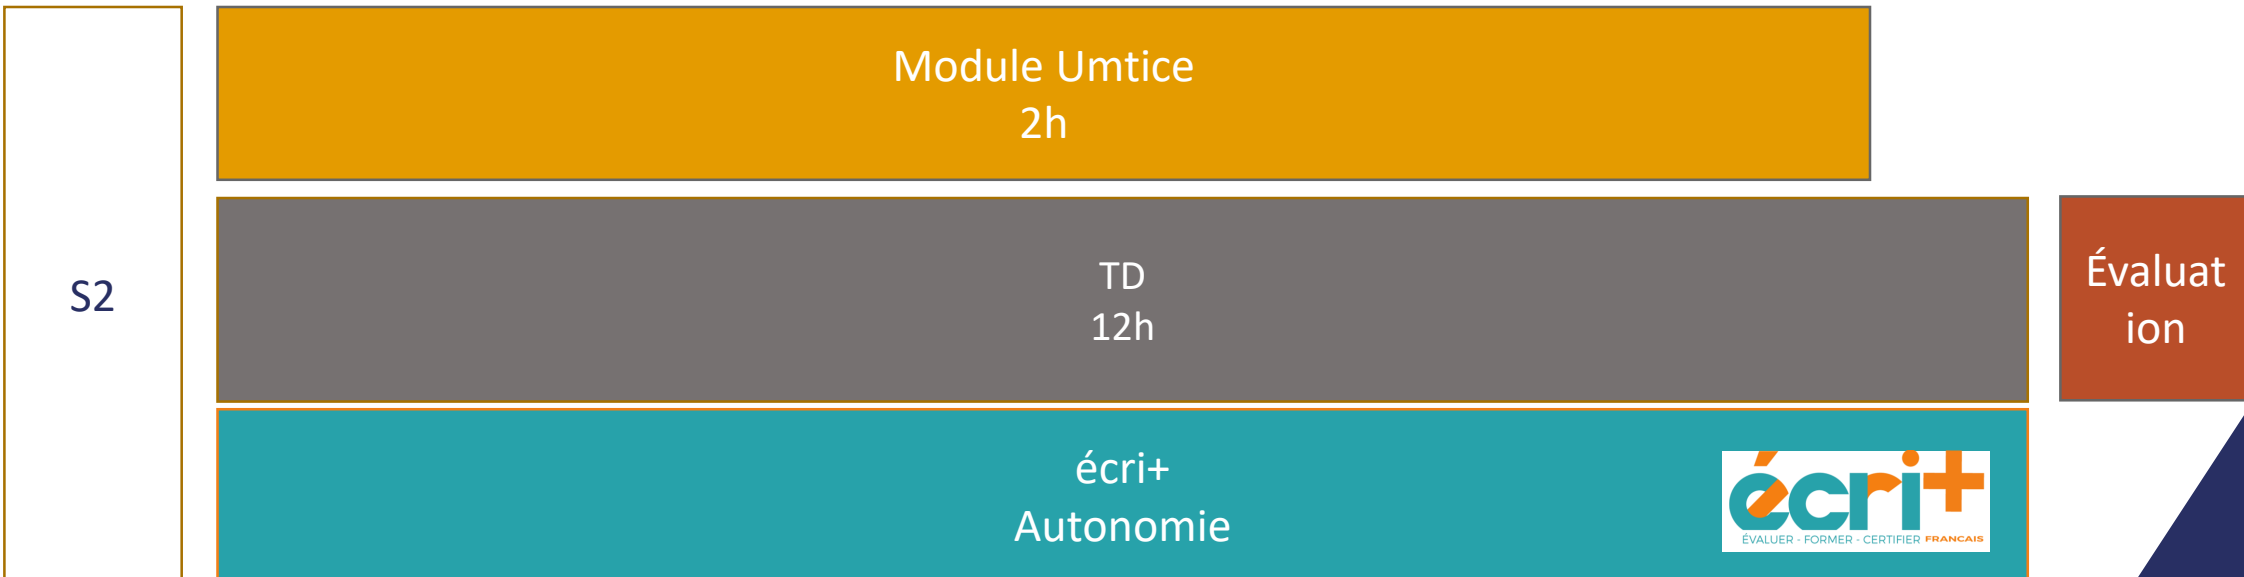 Module Umtice
2h
S2
TD
12h
Évaluat
ion
écri+
Autonomie
écri+
ÉVALUER - FORMER - CERTIFIER FRANCAIS